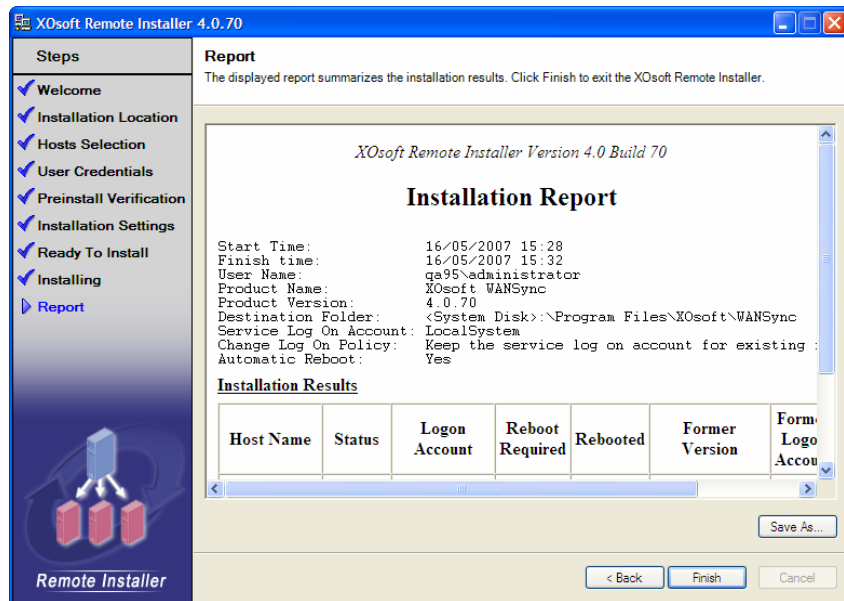 XOsoft Remote Installer 4.0.70
Steps
Welcome
Installation Location
Hosts Selection
User Credentials
Preinstall Verification
Installation Settings
Ready To Install
Installing
Report
Remote Installer
Report
The displayed report summarizes the installation results. Click Finish to exit the XOsoft Remote Installer.
XOsoft Remote Installer Version 4.0 Build 70
Installation Report
Start Time: 16/05/2007 15:28
Finish time: 16/05/2007 15:32
User Name: qa95\administrator
Product Name: XOsoft WANSync
Product Version: 4.0.70
Destination Folder: <System Disk>:\Program Files\XOsoft\WANSync
Service Log On Account: LocalSystem
Change Log On Policy: Keep the service log on account for existing
Automatic Reboot: Yes
Installation Results
Host Name
Status
Logon
Account
Reboot
Required
Rebooted
Former
Version
Save As...
< Back
Finish
Cancel